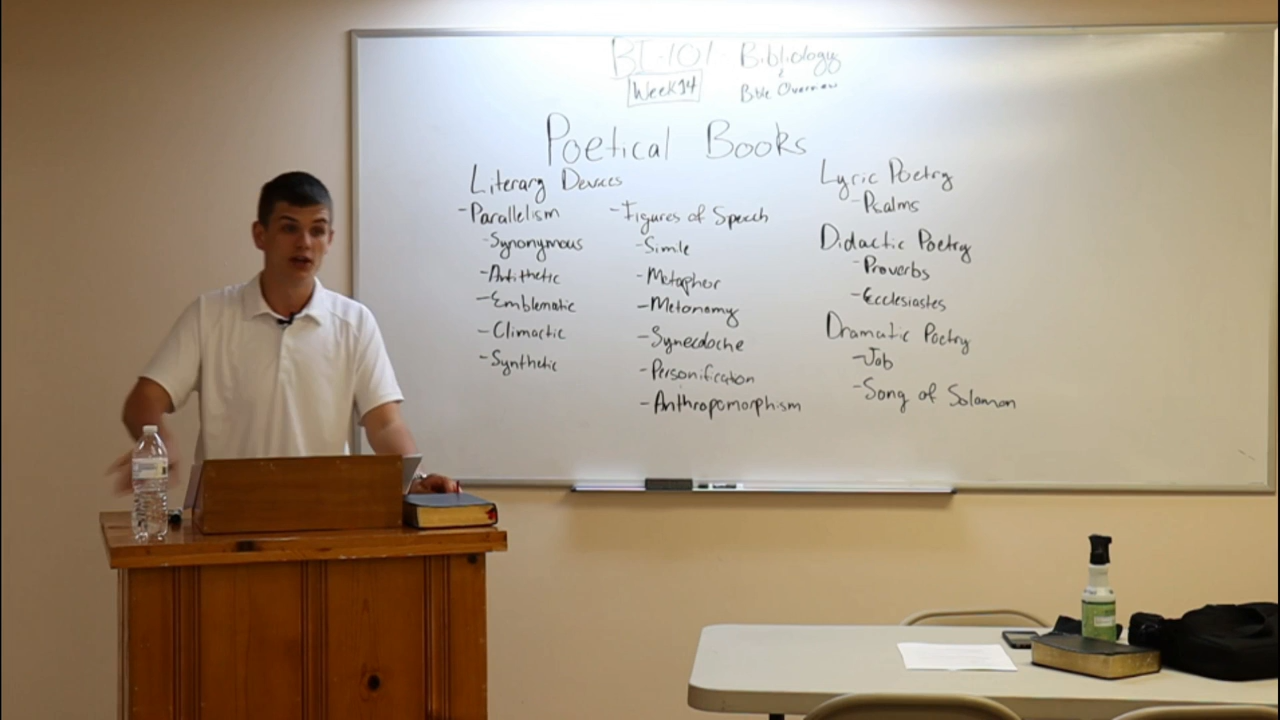 BI-101 Bibliology
&
Week 14
Bible Overview
Poetical Books
Literary Devices
-Parallelism
-Synonymous
-Antithetic
-Emblematic
-Climactic
-Synthetic
-Figures of Speech
-Simile
-Metaphor
-Metonomy
-Synecdoche
-Personification
-Anthropomorphism
Lyric Poetry
-Psalms
Didactic Poetry
-Proverbs
-Ecclesiastes
Dramatic Poetry
-Job
-Song of Solomon